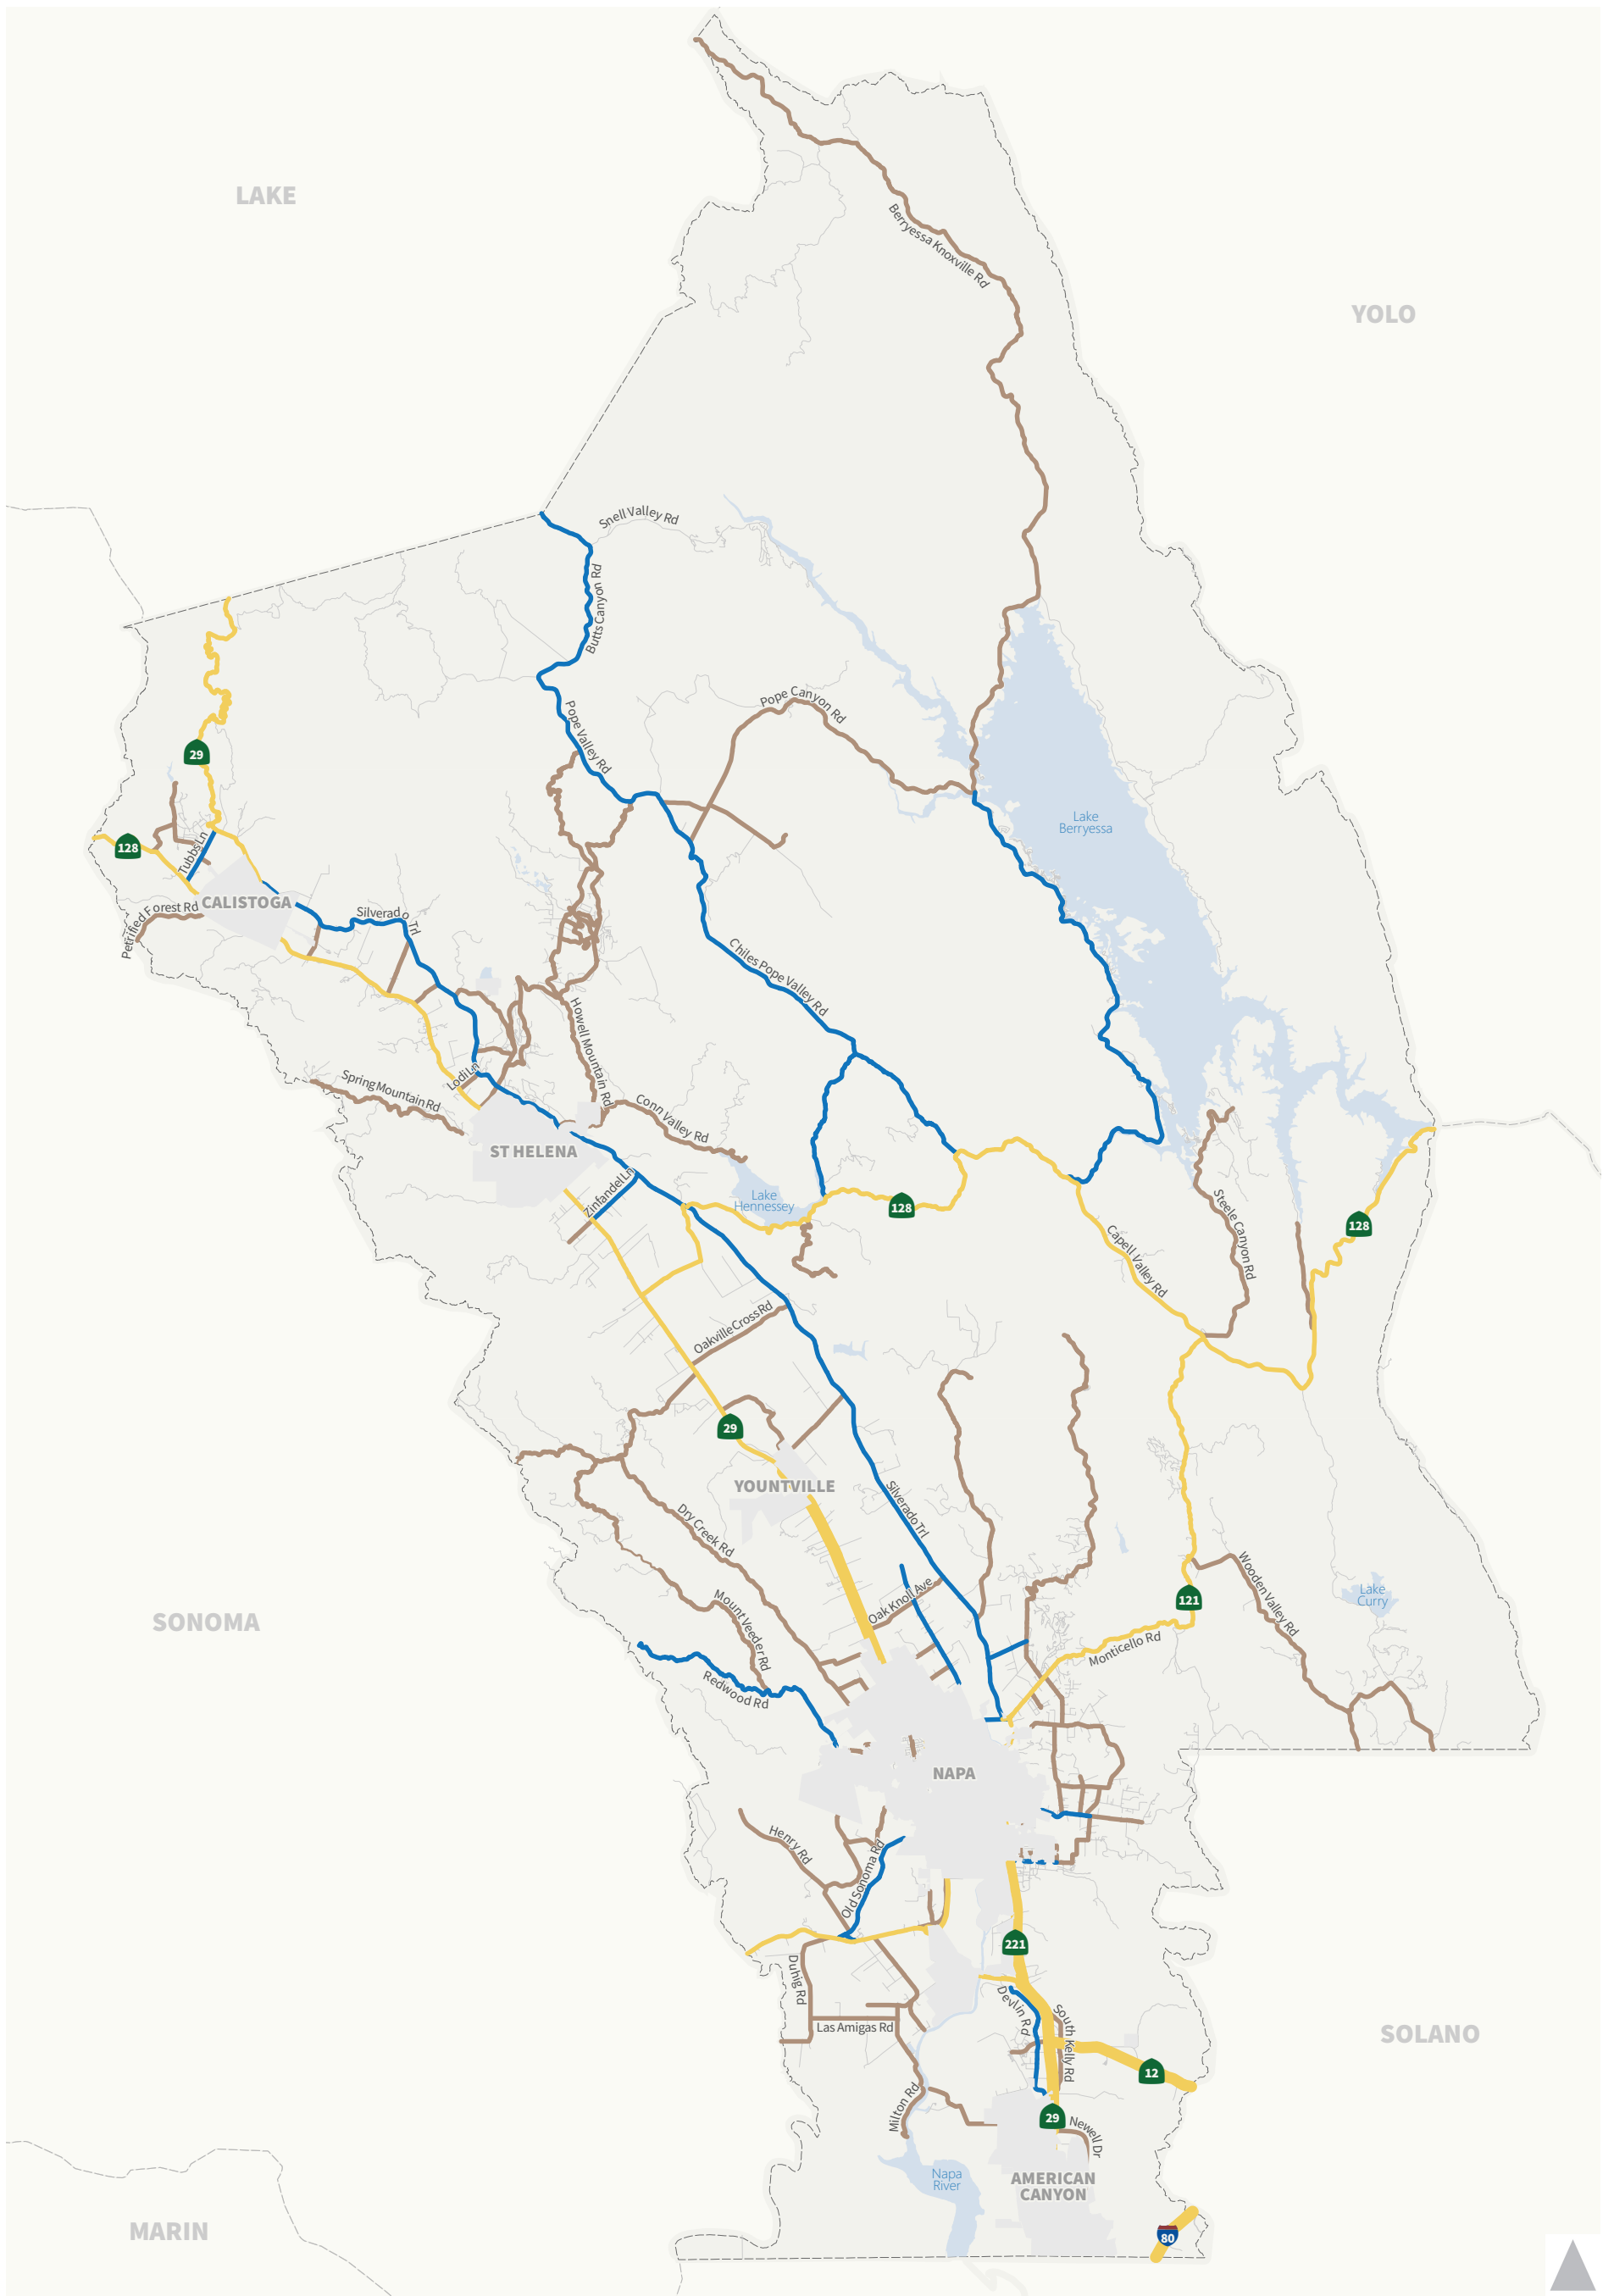 LAKE
Berryessa Knoxville Rd
YOLO
Snell Valley Rd
Butts Canyon Rd
Pope Canyon Rd
Pope Valley Rd
29
Lake
Berryessa
128
Tubbs Ln
CALISTOGA
Petrified Forest Rd
Silverado Trl
Chiles Pope Valley Rd
Howell Mountain Rd
Lodi Ln
Spring Mountain Rd
Conn Valley Rd
ST HELENA
Zinfandel Ln
Lake
Hennessey
128
Steele Canyon Rd
128
Capell Valley Rd
Oakville Cross Rd
29
YOUNTVILLE
Silverado Trl
Dry Creek Rd
Wooden Valley Rd
Lake
Curry
121
Oak Knoll Ave
SONOMA
Mount Veeder Rd
Monticello Rd
Redwood Rd
NAPA
Henry Rd
Old Sonoma Rd
221
Duhig Rd
Devlin Rd
South Kelly Rd
Las Amigas Rd
SOLANO
12
Milton Rd
29
Newell Dr
Napa
River
AMERICAN
CANYON
MARIN
80